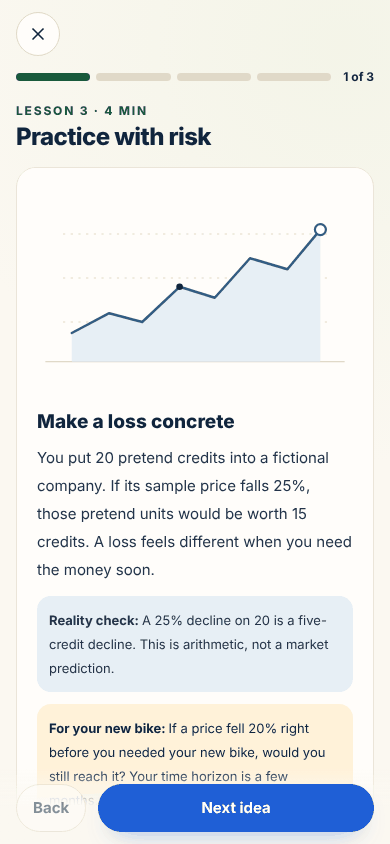 1 of 3
LESSON 3 · 4 MIN
Practice with risk
Make a loss concrete
You put 20 pretend credits into a fictional
company. If its sample price falls 25%,
those pretend units would be worth 15
credits. A loss feels different when you need
the money soon.
Reality check: A 25% decline on 20 is a five-
credit decline. This is arithmetic, not a market
prediction.
For your new bike: If a price fell 20% right
before you needed your new bike, would you
still reach it? Your time horizon is a few
months
Back
Next idea